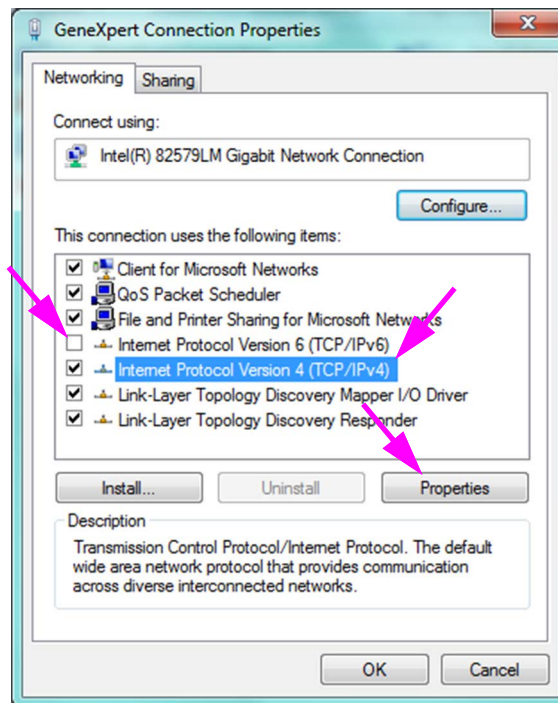 GeneXpert Connection Properties
Networking
Sharing
Connect using:
Intel(R) 82579LM Gigabit Network Connection
Configure...
This connection uses the following items:
Client for Microsoft Networks
QoS Packet Scheduler
File and Printer Sharing for Microsoft Networks
Internet Protocol Version 6 (TCP/IPv6)
Internet Protocol Version 4 (TCP/IPv4)
Link-Layer Topology Discovery Mapper I/O Driver
Link-Layer Topology Discovery Responder
Install...
Uninstall
Properties
Description
Transmission Control Protocol/Internet Protocol. The default
wide area network protocol that provides communication
across diverse interconnected networks.
OK
Cancel